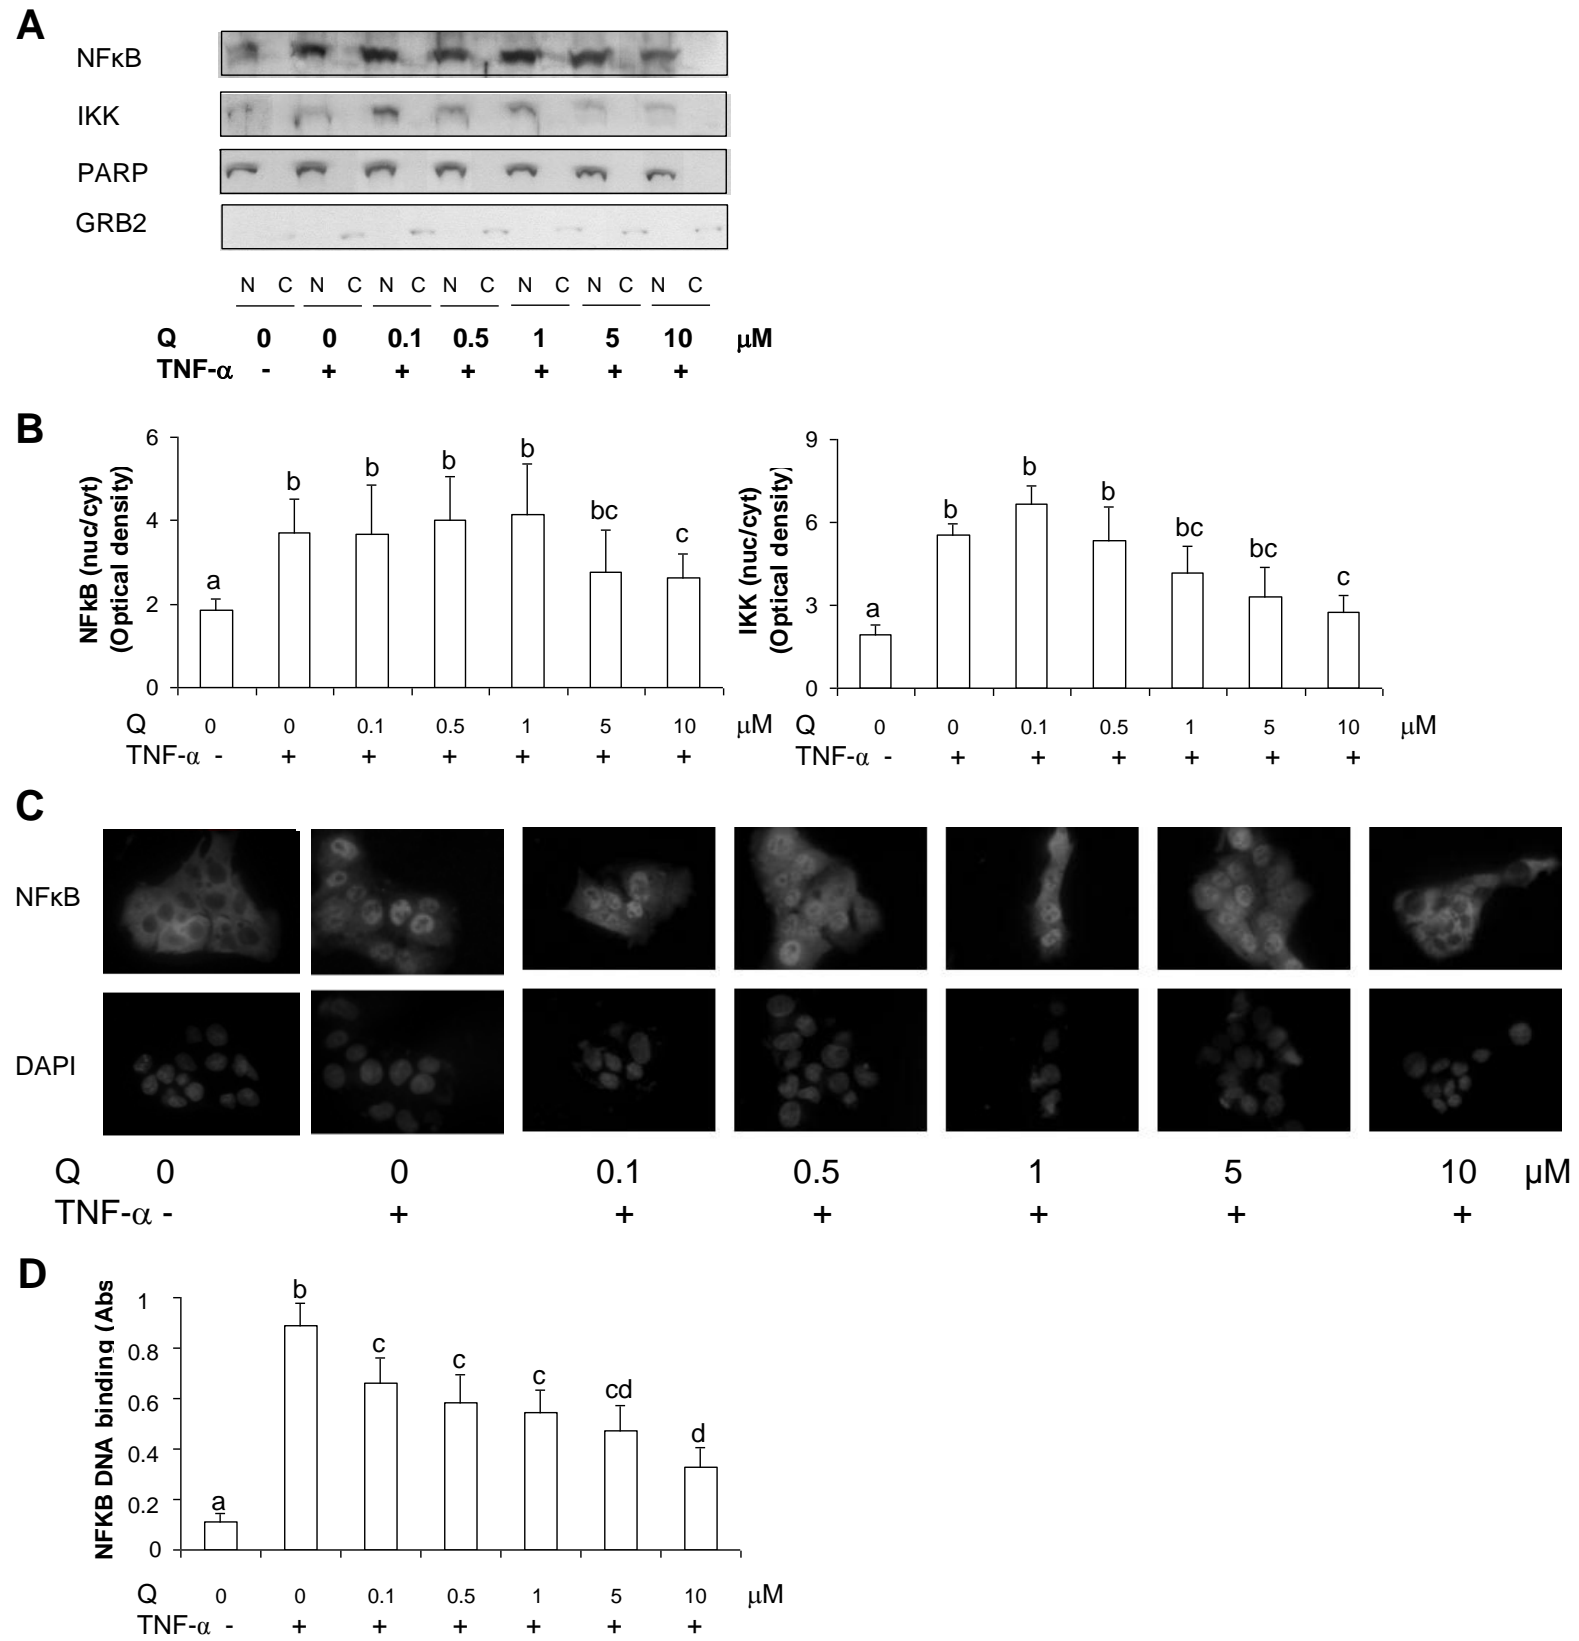 A
NFκB
IKK
PARP
GRB2
N C N C N C N C N C N C N C
Q 0 0 0.1 0.5 1 5 10 μM
TNF-α - + + + + + +
B
NFkB (nuc/cyt)
(Optical density)
6
4
2
0
a b b b b bc c
Q 0 0 0.1 0.5 1 5 10 μM
TNF-α - + + + + + +
IKK (nuc/cyt)
(Optical density)
9
6
3
0
a b b b bc bc c
Q 0 0 0.1 0.5 1 5 10 μM
TNF-α - + + + + + +
C
NFκB
DAPI
Q 0 0 0.1 0.5 1 5 10 μM
TNF-α - + + + + + +
D
NFKB DNA binding (Abs
1
0.8
0.6
0.4
0.2
0
a b c c c cd d
Q 0 0 0.1 0.5 1 5 10 μM
TNF-α - + + + + + +